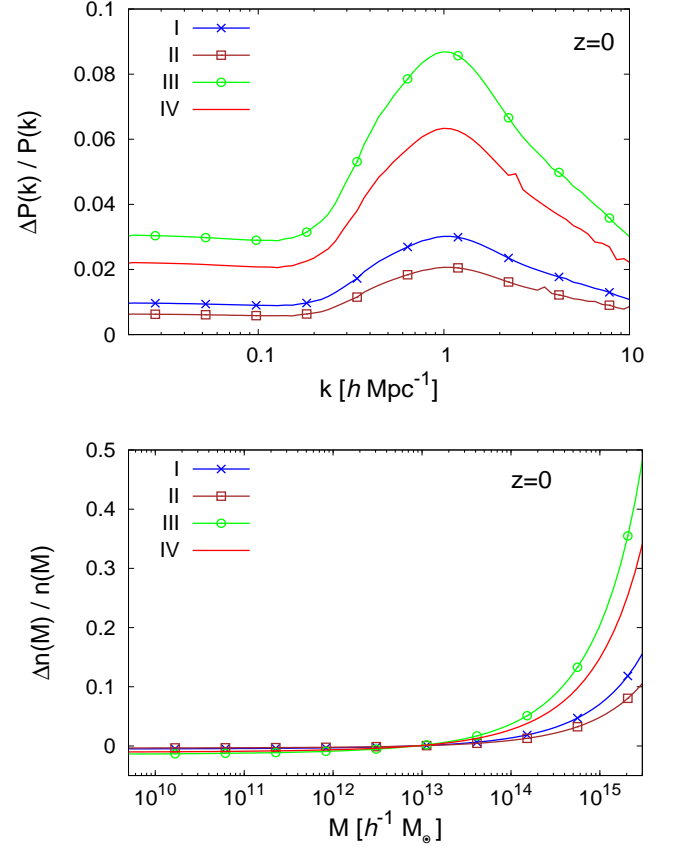 0.1
0.08
0.06
0.04
0.02
0
ΔP(k) / P(k)
I
II
III
IV
z=0
0.1
1
10
k [h Mpc⁻¹]
0.5
0.4
0.3
0.2
0.1
0
Δn(M) / n(M)
I
II
III
IV
z=0
10¹⁰
10¹¹
10¹²
10¹³
10¹⁴
10¹⁵
M [h⁻¹ M⊙]